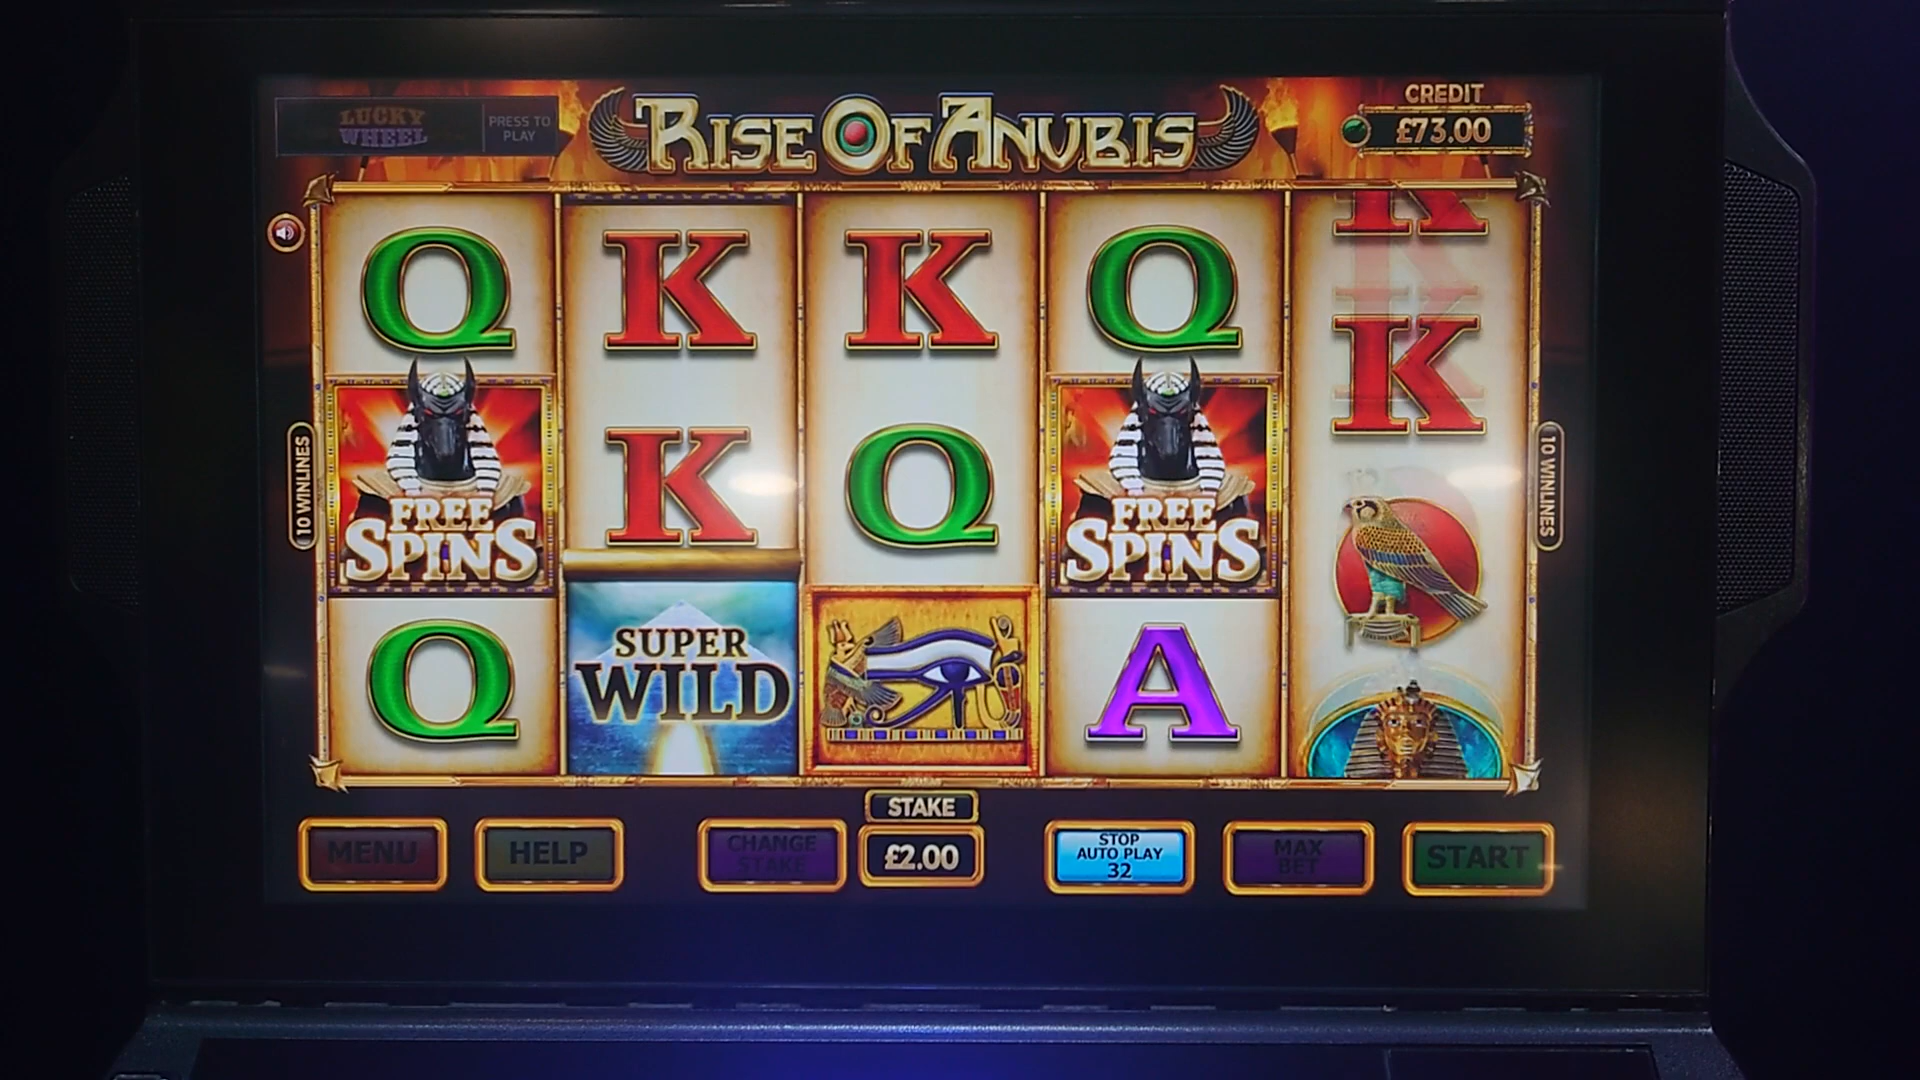 LUCKY
WHEEL
PRESS TO
PLAY
RISE OF ANUBIS
CREDIT
£73.00
Q K K Q K
K
10 WINLINES
FREE
SPINS
K
Q
FREE
SPINS
10 WINLINES
Q
SUPER
WILD
A
STAKE
£2.00
MENU
HELP
CHANGE
STAKE
STOP
AUTO PLAY
32
MAX
BET
START